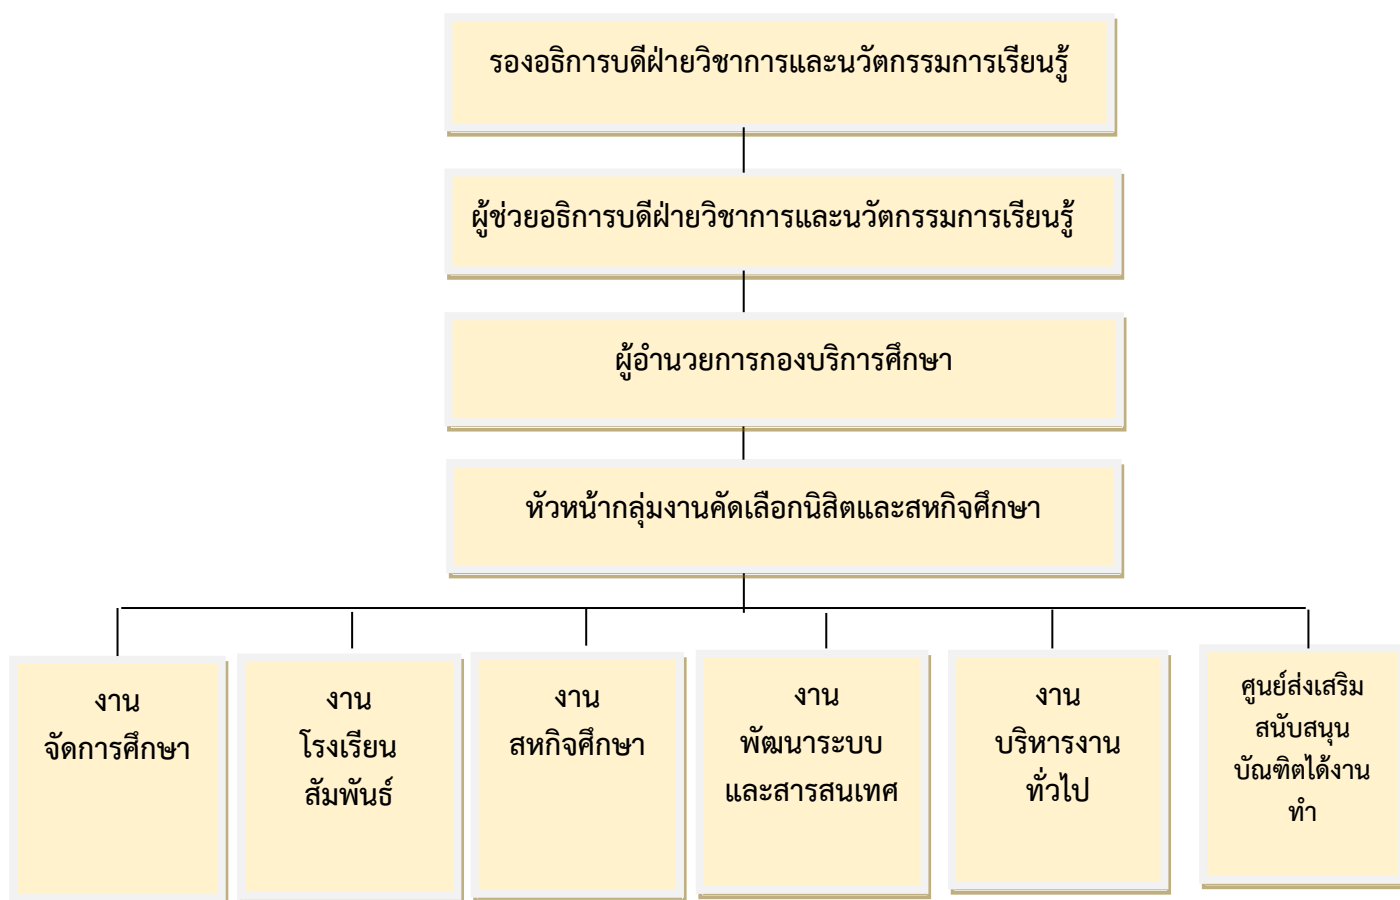 รองอธิการบดีฝ่ายวิชาการและนวัตกรรมการเรียนรู้
ผู้ช่วยอธิการบดีฝ่ายวิชาการและนวัตกรรมการเรียนรู้
ผู้อำนวยการกองบริการศึกษา
หัวหน้ากลุ่มงานคัดเลือกนิสิตและสหกิจศึกษา
งาน
จัดการศึกษา
งาน
โรงเรียน
สัมพันธ์
งาน
สหกิจศึกษา
งาน
พัฒนาระบบ
และสารสนเทศ
งาน
บริหารงาน
ทั่วไป
ศูนย์ส่งเสริม
สนับสนุน
บัณฑิตได้งาน
ทำ